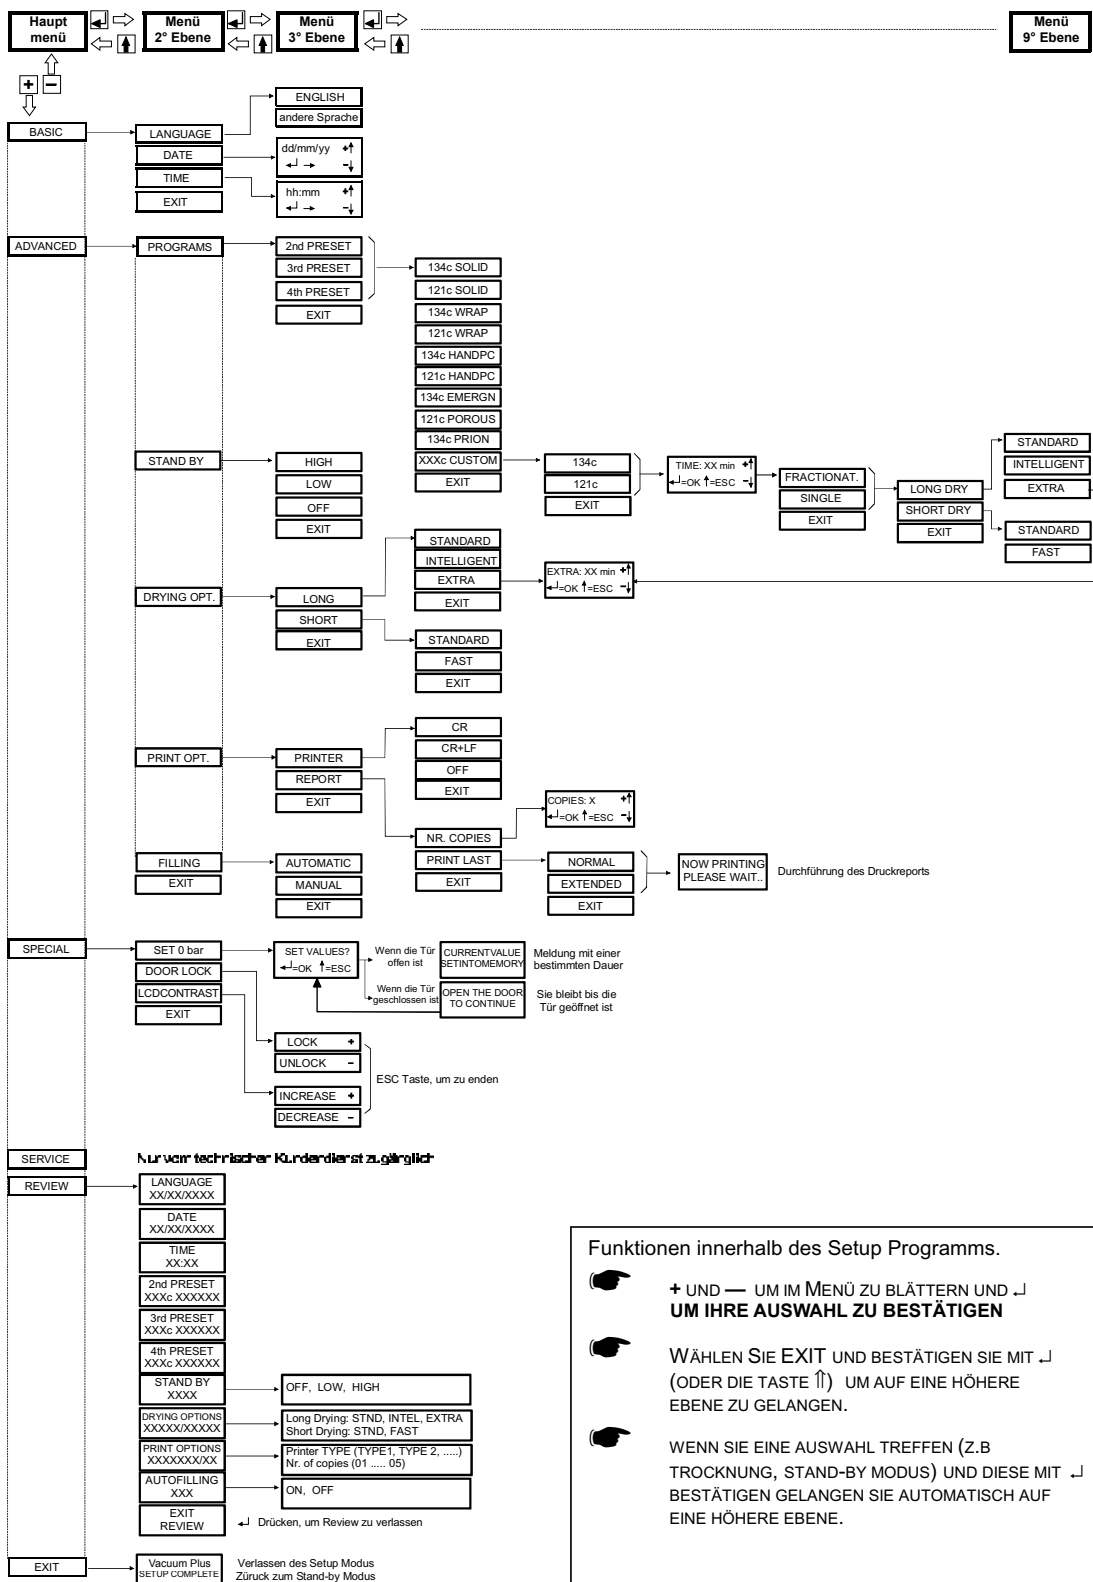 Haupt
menü
Menü
2° Ebene
Menü
3° Ebene
Menü
9° Ebene
+ −
BASIC
LANGUAGE
DATE
TIME
EXIT
ENGLISH
andere Sprache
dd/mm/yy +↑
↵ → −↓
hh:mm +↑
↵ → −↓
ADVANCED
PROGRAMS
2nd PRESET
3rd PRESET
4th PRESET
EXIT
134c SOLID
121c SOLID
134c WRAP
121c WRAP
134c HANDPC
121c HANDPC
134c EMERGN
121c POROUS
134c PRION
XXXc CUSTOM
EXIT
134c
121c
EXIT
TIME: XX min +↑
↵=OK ↑=ESC −↓
FRACTIONAT.
SINGLE
EXIT
LONG DRY
SHORT DRY
EXIT
STANDARD
INTELLIGENT
EXTRA
STANDARD
FAST
STAND BY
HIGH
LOW
OFF
EXIT
DRYING OPT.
LONG
SHORT
EXIT
STANDARD
INTELLIGENT
EXTRA
EXIT
EXTRA: XX min +↑
↵=OK ↑=ESC −↓
STANDARD
FAST
EXIT
PRINT OPT.
PRINTER
REPORT
EXIT
CR
CR+LF
OFF
EXIT
NR. COPIES
PRINT LAST
EXIT
COPIES: X +↑
↵=OK ↑=ESC −↓
NORMAL
EXTENDED
EXIT
NOW PRINTING
PLEASE WAIT..
Durchführung des Druckreports
FILLING
EXIT
AUTOMATIC
MANUAL
EXIT
SPECIAL
SET 0 bar
DOOR LOCK
LCDCONTRAST
EXIT
SET VALUES?
↵=OK ↑=ESC
Wenn die Tür
offen ist
CURRENTVALUE
SETINTOMEMORY
Meldung mit einer
bestimmten Dauer
Wenn die Tür
geschlossen ist
OPEN THE DOOR
TO CONTINUE
Sie bleibt bis die
Tür geöffnet ist
LOCK +
UNLOCK −
INCREASE +
DECREASE −
ESC Taste, um zu enden
SERVICE
Nur vom technischer Kundendienst zugänglich
REVIEW
LANGUAGE
XX/XX/XXXX
DATE
XX/XX/XXXX
TIME
XX:XX
2nd PRESET
XXXc XXXXXX
3rd PRESET
XXXc XXXXXX
4th PRESET
XXXc XXXXXX
STAND BY
XXXX
OFF, LOW, HIGH
DRYING OPTIONS
XXXXX/XXXXX
Long Drying: STND, INTEL, EXTRA
Short Drying: STND, FAST
PRINT OPTIONS
XXXXXXX/XX
Printer TYPE (TYPE1, TYPE 2, .....)
Nr. of copies (01 ..... 05)
AUTOFILLING
XXX
ON, OFF
EXIT
REVIEW
↵ Drücken, um Review zu verlassen
EXIT
Vacuum Plus
SETUP COMPLETE
Verlassen des Setup Modus
Züruck zum Stand-by Modus
Funktionen innerhalb des Setup Programms.
+ UND — UM IM MENÜ ZU BLÄTTERN UND ↵
UM IHRE AUSWAHL ZU BESTÄTIGEN
WÄHLEN SIE EXIT UND BESTÄTIGEN SIE MIT ↵
(ODER DIE TASTE ⇑) UM AUF EINE HÖHERE
EBENE ZU GELANGEN.
WENN SIE EINE AUSWAHL TREFFEN (Z.B
TROCKNUNG, STAND-BY MODUS) UND DIESE MIT ↵
BESTÄTIGEN GELANGEN SIE AUTOMATISCH AUF
EINE HÖHERE EBENE.